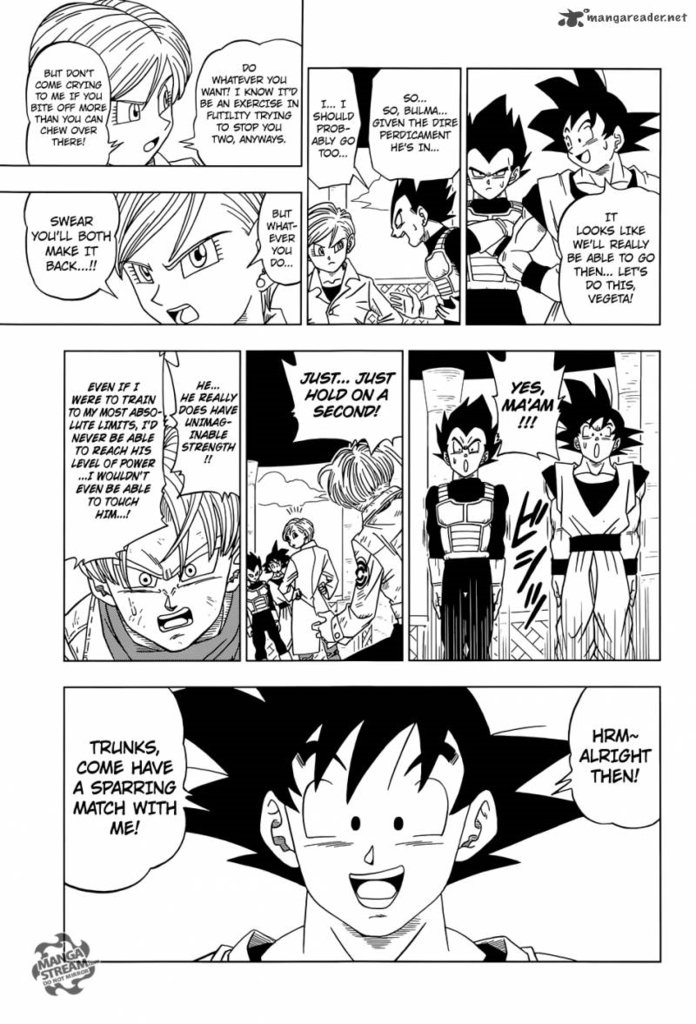 mangareader.net
IT
LOOKS LIKE
WE'LL REALLY
BE ABLE TO GO
THEN... LET'S
DO THIS,
VEGETA!
SO...
SO, BULMA...
GIVEN THE DIRE
PERDICAMENT
HE'S IN...
I... I
SHOULD
PROB-
ABLY GO
TOO...
DO
WHATEVER YOU
WANT! I KNOW IT'D
BE AN EXERCISE IN
FUTILITY TRYING
TO STOP YOU
TWO, ANYWAYS.
BUT DON'T
COME CRYING
TO ME IF YOU
BITE OFF MORE
THAN YOU CAN
CHEW OVER
THERE!
BUT
WHAT-
EVER
YOU
DO...
SWEAR
YOU'LL BOTH
MAKE IT
BACK...!!
YES,
MA'AM
!!!
JUST... JUST
HOLD ON A
SECOND!
HE...
HE REALLY
DOES HAVE
UNIMAG-
INABLE
STRENGTH
!!
EVEN IF I
WERE TO TRAIN
TO MY MOST ABSO-
LUTE LIMITS, I'D
NEVER BE ABLE
TO REACH HIS
LEVEL OF POWER
...I WOULDN'T
EVEN BE ABLE
TO TOUCH
HIM...!
HRM~
ALRIGHT
THEN!
TRUNKS,
COME HAVE
A SPARRING
MATCH WITH
ME!
MANGA
STREAM
DO NOT MIRROR